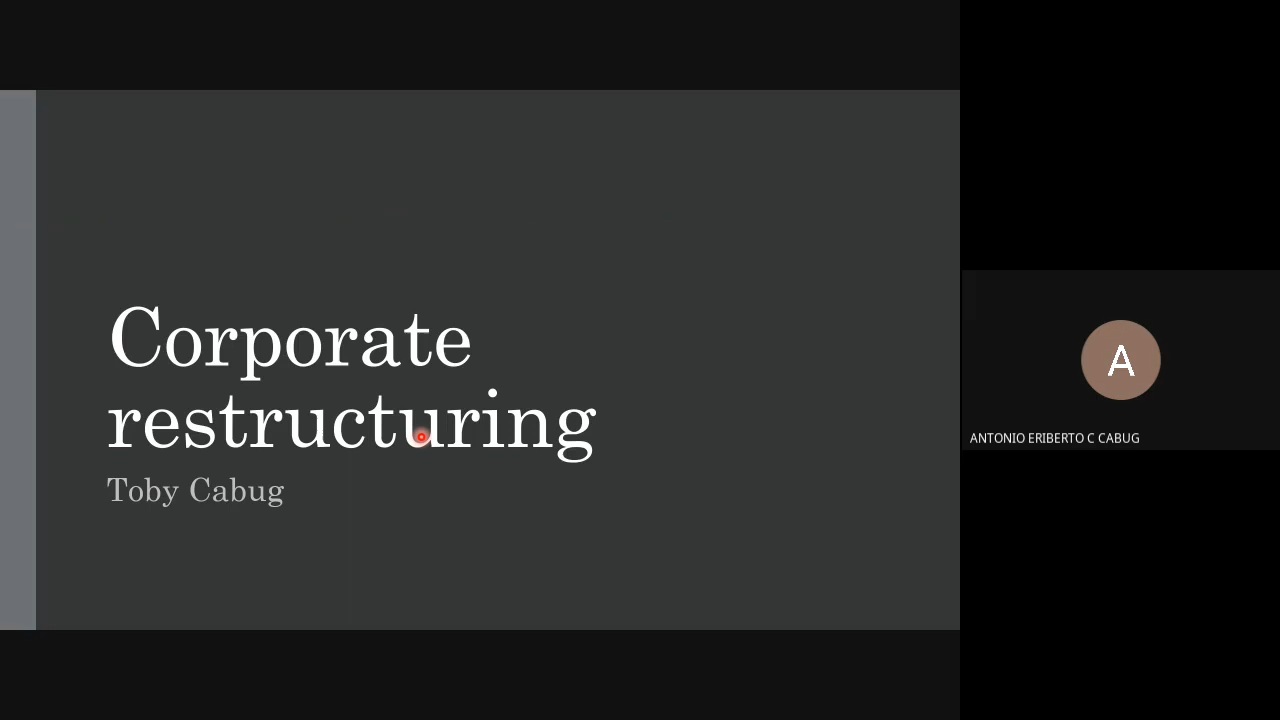 Corporate
restructuring
Toby Cabug
A
ANTONIO ERIBERTO C CABUG